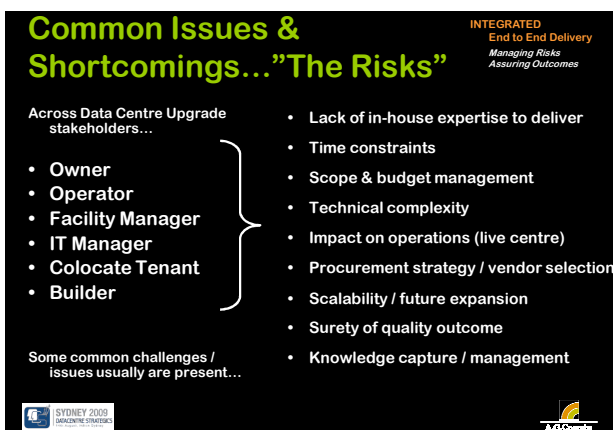 Common Issues &
Shortcomings…”The Risks”
INTEGRATED
End to End Delivery
Managing Risks
Assuring Outcomes
Across Data Centre Upgrade
stakeholders…
• Owner
• Operator
• Facility Manager
• IT Manager
• Colocate Tenant
• Builder
Some common challenges /
issues usually are present…
• Lack of in-house expertise to deliver
• Time constraints
• Scope & budget management
• Technical complexity
• Impact on operations (live centre)
• Procurement strategy / vendor selection
• Scalability / future expansion
• Surety of quality outcome
• Knowledge capture / management
SYDNEY 2009
DATACENTRE STRATEGICS